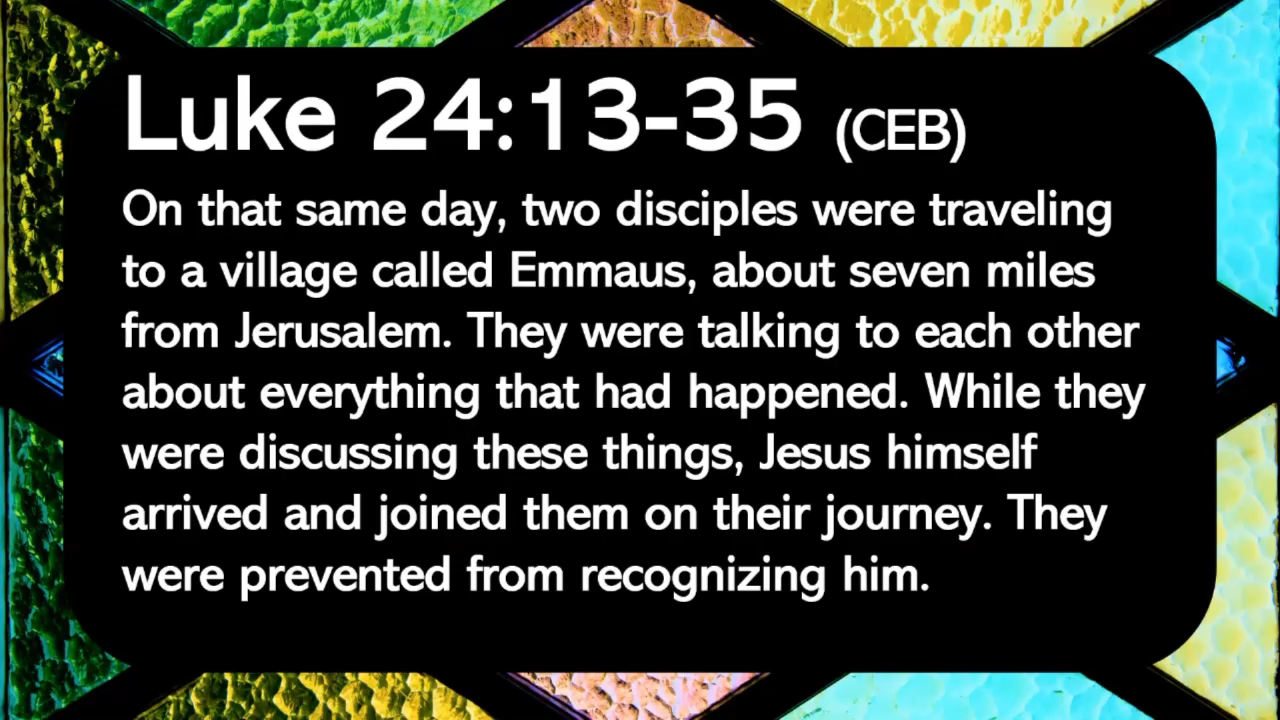 Luke 24:13-35 (CEB)
On that same day, two disciples were traveling
to a village called Emmaus, about seven miles
from Jerusalem. They were talking to each other
about everything that had happened. While they
were discussing these things, Jesus himself
arrived and joined them on their journey. They
were prevented from recognizing him.